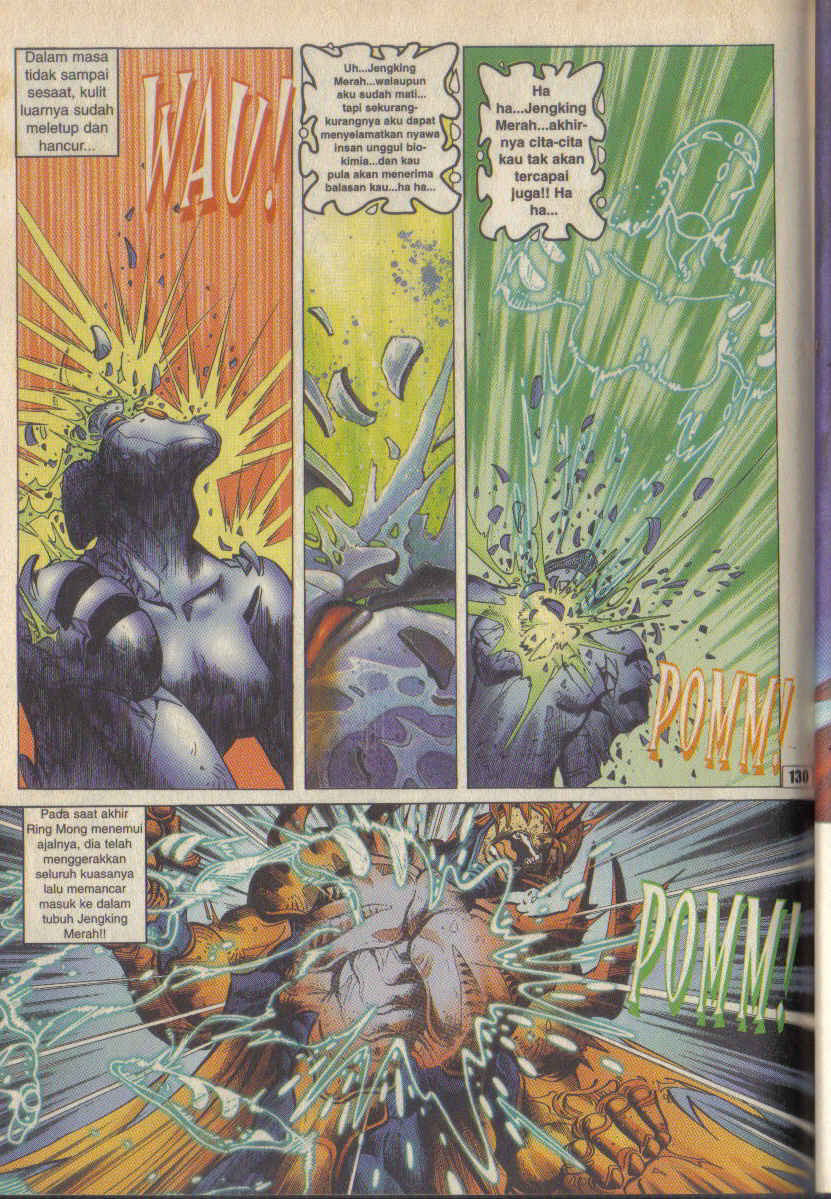 Dalam masa
tidak sampai
sesaat, kulit
luarnya sudah
meletup dan
hancur...
WAU!
Uh...Jengking
Merah...walaupun
aku sudah mati...
tapi sekurang-
kurangnya aku dapat
menyelamatkan nyawa
insan unggul bio-
kimia...dan kau
pula akan menerima
balasan kau...ha ha...
Ha
ha...Jengking
Merah...akhir-
nya cita-cita
kau tak akan
tercapai
juga!! Ha
ha...
POMM!
130
Pada saat akhir
Ring Mong menemui
ajalnya, dia telah
menggerakkan
seluruh kuasanya
lalu memancar
masuk ke dalam
tubuh Jengking
Merah!!
POMM!